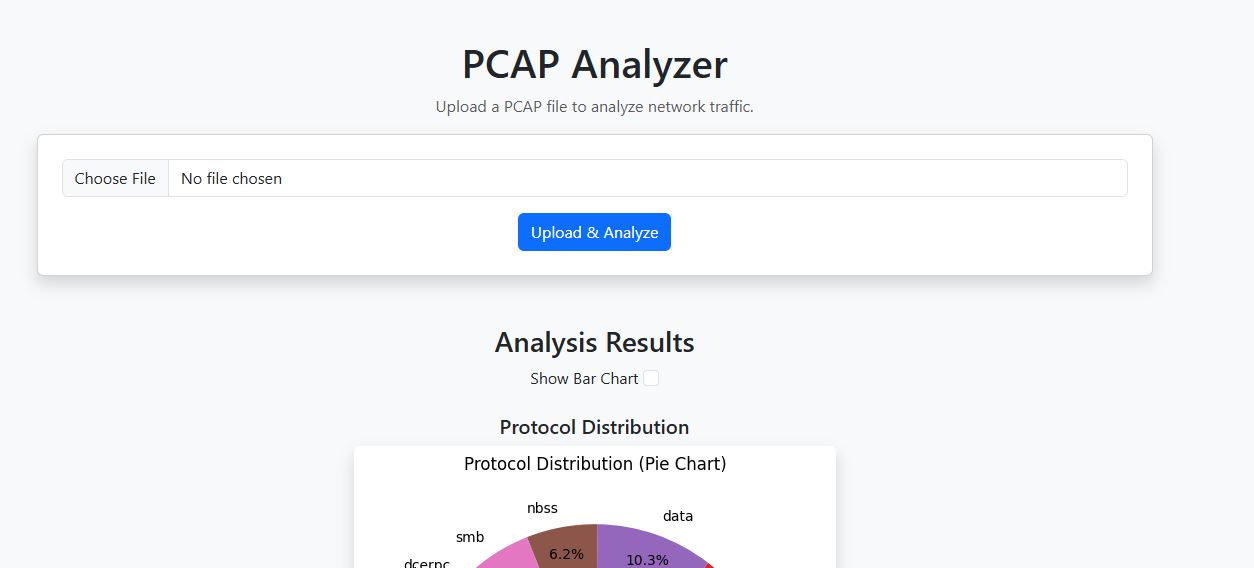 PCAP Analyzer
Upload a PCAP file to analyze network traffic.
Choose File No file chosen
Upload & Analyze
Analysis Results
Show Bar Chart
Protocol Distribution
Protocol Distribution (Pie Chart)
nbss
data
smb
6.2%
10.3%
dcerpc